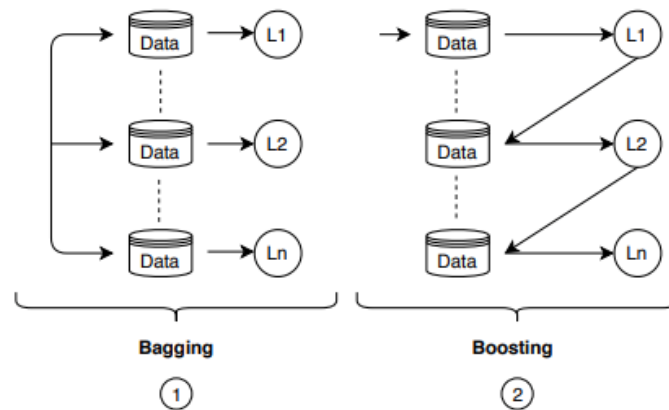 Data L1 Data L1
Data L2 Data L2
Data Ln Data Ln
Bagging Boosting
1 2